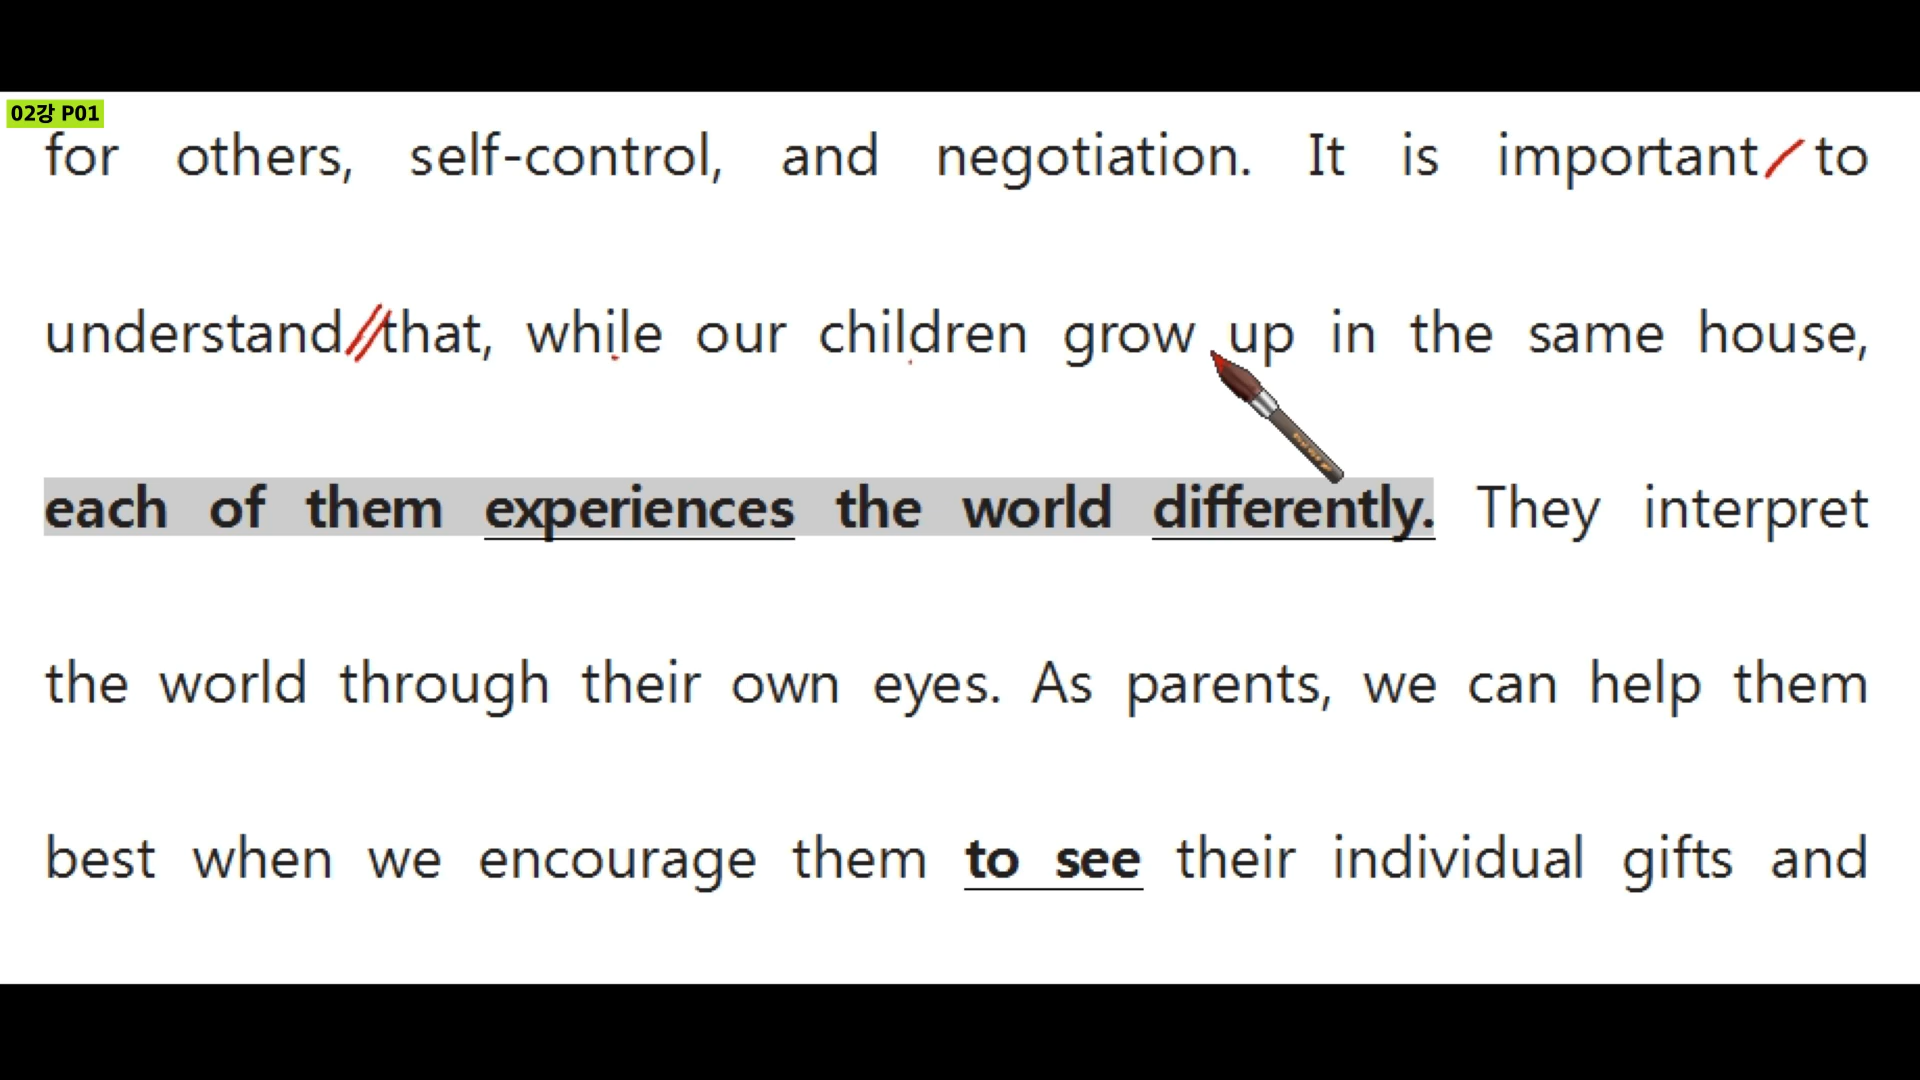 02강 P01
for others, self-control, and negotiation. It is important to
understand that, while our children grow up in the same house,
each of them experiences the world differently. They interpret
the world through their own eyes. As parents, we can help them
best when we encourage them to see their individual gifts and